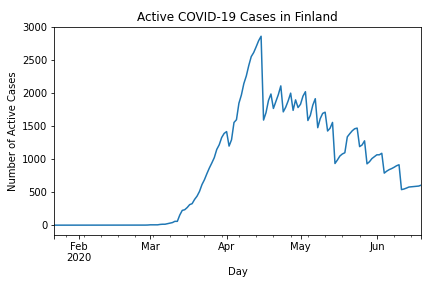 Active COVID-19 Cases in Finland
Number of Active Cases
3000
2500
2000
1500
1000
500
0
Feb Mar Apr May Jun
2020
Day